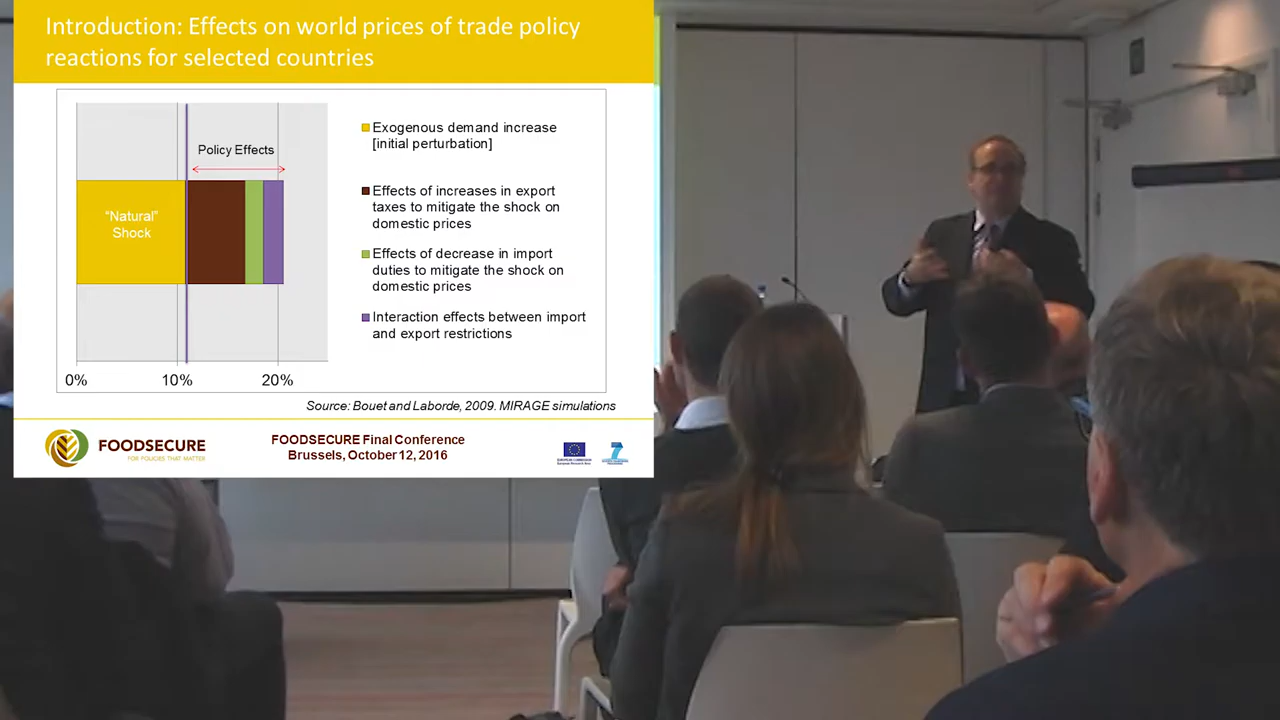 Introduction: Effects on world prices of trade policy
reactions for selected countries
Policy Effects
"Natural"
Shock
0%
10%
20%
Exogenous demand increase
[initial perturbation]
Effects of increases in export
taxes to mitigate the shock on
domestic prices
Effects of decrease in import
duties to mitigate the shock on
domestic prices
Interaction effects between import
and export restrictions
Source: Bouet and Laborde, 2009. MIRAGE simulations
FOODSECURE
FOR POLICIES THAT MATTER
FOODSECURE Final Conference
Brussels, October 12, 2016
EUROPEAN COMMISSION